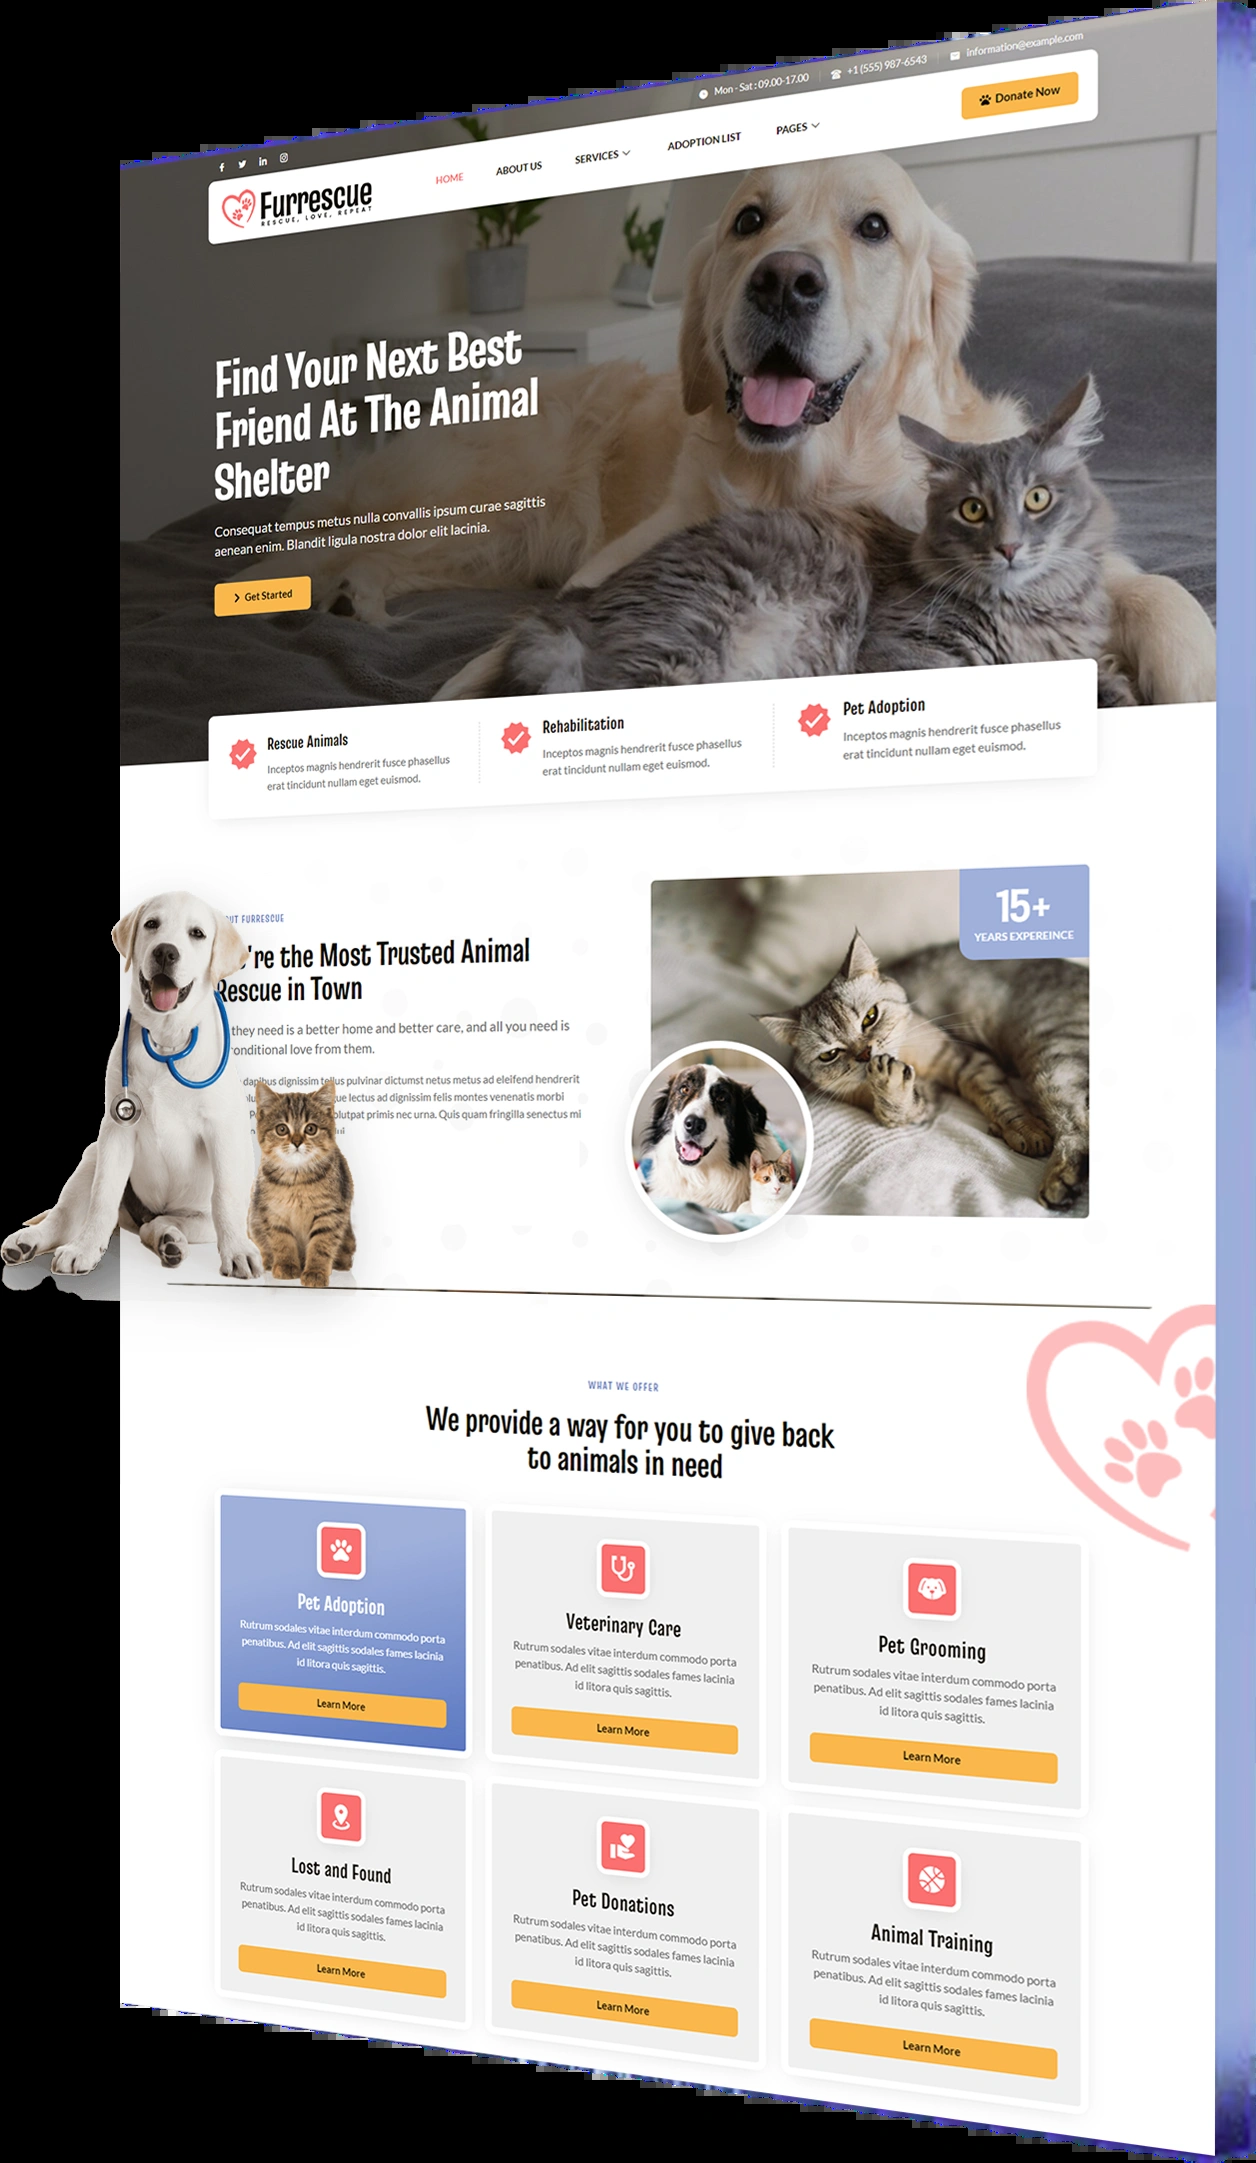 Mon - Sat : 09.00-17.00
+1 (555) 987-6543
information@example.com
Furrescue
RESCUE, LOVE, REPEAT
HOME
ABOUT US
SERVICES
ADOPTION LIST
PAGES
Donate Now
Find Your Next Best
Friend At The Animal
Shelter
Consequat tempus metus nulla convallis ipsum curae sagittis
aenean enim. Blandit ligula nostra dolor elit lacinia.
Get Started
Rescue Animals
Inceptos magnis hendrerit fusce phasellus
erat tincidunt nullam eget euismod.
Rehabilitation
Inceptos magnis hendrerit fusce phasellus
erat tincidunt nullam eget euismod.
Pet Adoption
Inceptos magnis hendrerit fusce phasellus
erat tincidunt nullam eget euismod.
FURRESCUE
're the Most Trusted Animal
Rescue in Town
they need is a better home and better care, and all you need is
love from them.
dapibus dignissim tellus pulvinar dictumst netus metus ad eleifend hendrerit
lectus ad dignissim felis montes venenatis morbi
primis nec urna. Quis quam fringilla senectus mi
15+
YEARS EXPEREINCE
WHAT WE OFFER
We provide a way for you to give back
to animals in need
Pet Adoption
Rutrum sodales vitae interdum commodo porta
penatibus. Ad elit sagittis sodales fames lacinia
id litora quis sagittis.
Learn More
Veterinary Care
Rutrum sodales vitae interdum commodo porta
penatibus. Ad elit sagittis sodales fames lacinia
id litora quis sagittis.
Learn More
Pet Grooming
Rutrum sodales vitae interdum commodo porta
penatibus. Ad elit sagittis sodales fames lacinia
id litora quis sagittis.
Learn More
Lost and Found
Rutrum sodales vitae interdum commodo porta
penatibus. Ad elit sagittis sodales fames lacinia
id litora quis sagittis.
Learn More
Pet Donations
Rutrum sodales vitae interdum commodo porta
penatibus. Ad elit sagittis sodales fames lacinia
id litora quis sagittis.
Learn More
Animal Training
Rutrum sodales vitae interdum commodo porta
penatibus. Ad elit sagittis sodales fames lacinia
id litora quis sagittis.
Learn More